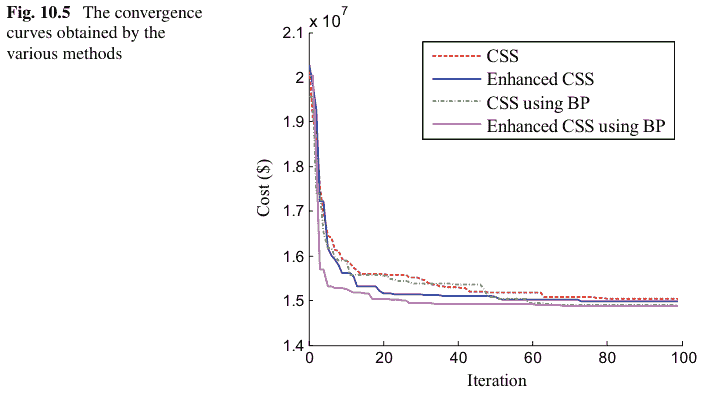 Fig. 10.5 The convergence
curves obtained by the
various methods
x 10^7
2.1
2
1.9
1.8
1.7
1.6
1.5
1.4
Cost ($)
CSS
Enhanced CSS
CSS using BP
Enhanced CSS using BP
0 20 40 60 80 100
Iteration